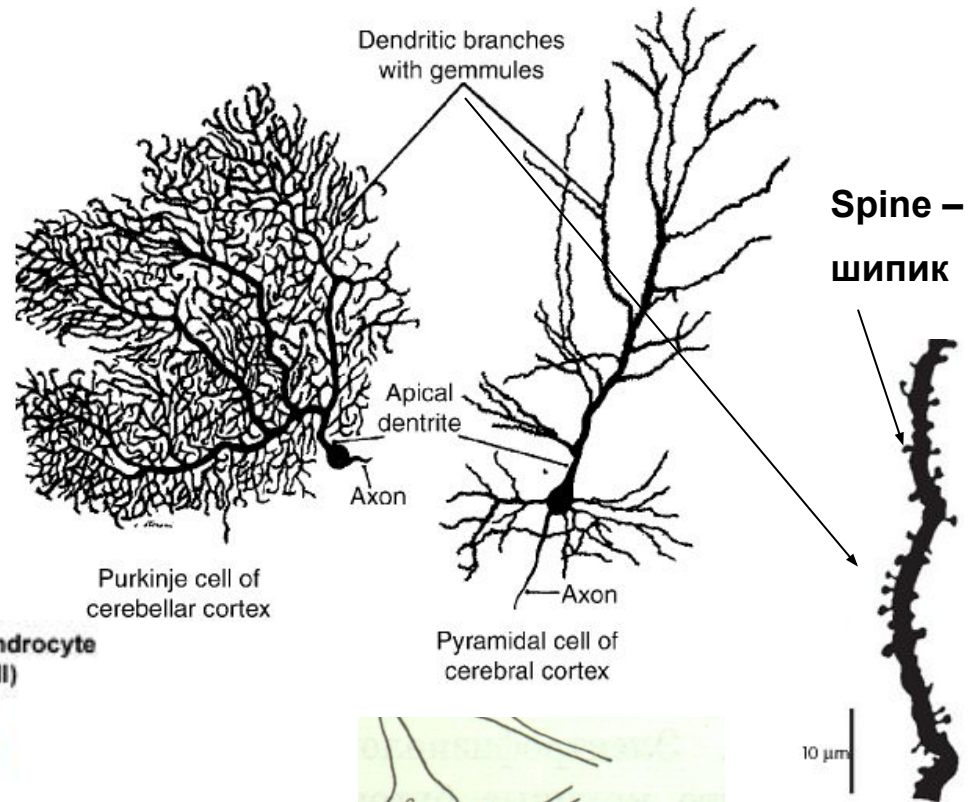 Dendritic branches
with gemmules
Spine –
шипик
Apical
dentrite
Axon
Purkinje cell of
cerebellar cortex
Axon
Pyramidal cell of
cerebral cortex
10 μm